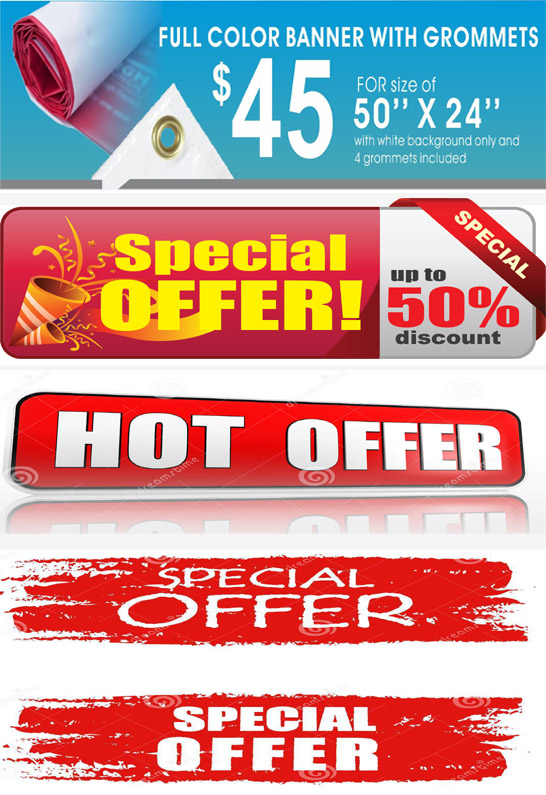 FULL COLOR BANNER WITH GROMMETS
$45
FOR size of
50'' X 24''
with white background only and
4 grommets included
Special
OFFER!
SPECIAL
up to
50%
discount
HOT OFFER
SPECIAL
OFFER
SPECIAL
OFFER